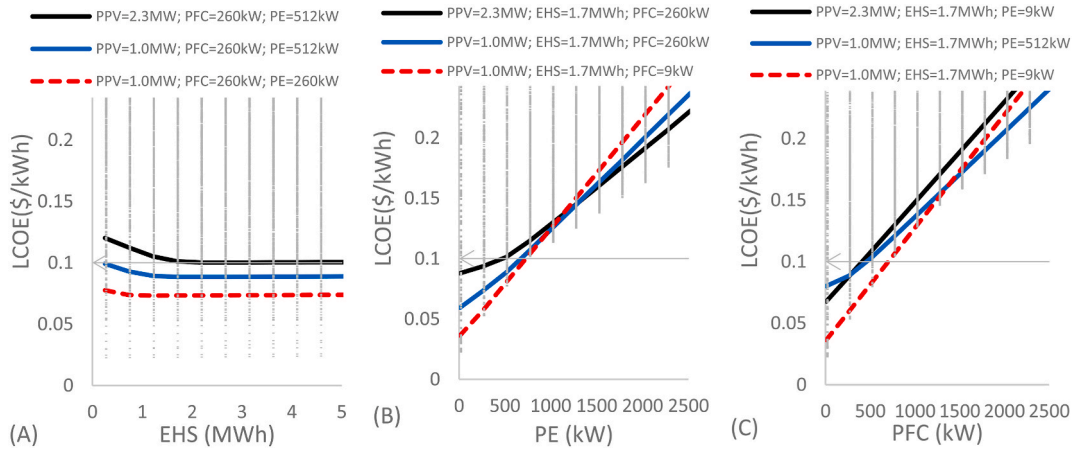 PPV=2.3MW; PFC=260kW; PE=512kW
PPV=1.0MW; PFC=260kW; PE=512kW
PPV=1.0MW; PFC=260kW; PE=260kW
LCOE($/kWh)
0.2
0.15
0.1
0.05
0
0 1 2 3 4 5
(A) EHS (MWh)
PPV=2.3MW; EHS=1.7MWh; PFC=260kW
PPV=1.0MW; EHS=1.7MWh; PFC=260kW
PPV=1.0MW; EHS=1.7MWh; PFC=9kW
LCOE($/kWh)
0.2
0.15
0.1
0.05
0
0 500 1000 1500 2000 2500
(B) PE (kW)
PPV=2.3MW; EHS=1.7MWh; PE=9kW
PPV=1.0MW; EHS=1.7MWh; PE=512kW
PPV=1.0MW; EHS=1.7MWh; PE=9kW
LCOE($/kWh)
0.2
0.15
0.1
0.05
0
0 500 1000 1500 2000 2500
(C) PFC (kW)